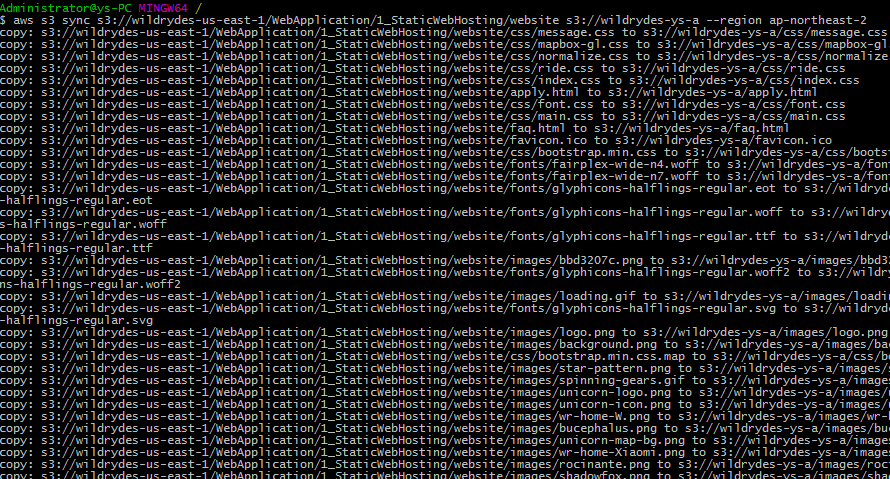 Administrator@ys-PC MINGW64 /
$ aws s3 sync s3://wildrydes-us-east-1/WebApplication/1_StaticWebHosting/website s3://wildrydes-ys-a --region ap-northeast-2
copy: s3://wildrydes-us-east-1/WebApplication/1_StaticWebHosting/website/css/message.css to s3://wildrydes-ys-a/css/message.css
copy: s3://wildrydes-us-east-1/WebApplication/1_StaticWebHosting/website/css/mapbox-gl.css to s3://wildrydes-ys-a/css/mapbox-gl
copy: s3://wildrydes-us-east-1/WebApplication/1_StaticWebHosting/website/css/normalize.css to s3://wildrydes-ys-a/css/normalize
copy: s3://wildrydes-us-east-1/WebApplication/1_StaticWebHosting/website/css/ride.css to s3://wildrydes-ys-a/css/ride.css
copy: s3://wildrydes-us-east-1/WebApplication/1_StaticWebHosting/website/css/index.css to s3://wildrydes-ys-a/css/index.css
copy: s3://wildrydes-us-east-1/WebApplication/1_StaticWebHosting/website/apply.html to s3://wildrydes-ys-a/apply.html
copy: s3://wildrydes-us-east-1/WebApplication/1_StaticWebHosting/website/css/font.css to s3://wildrydes-ys-a/css/font.css
copy: s3://wildrydes-us-east-1/WebApplication/1_StaticWebHosting/website/css/main.css to s3://wildrydes-ys-a/css/main.css
copy: s3://wildrydes-us-east-1/WebApplication/1_StaticWebHosting/website/faq.html to s3://wildrydes-ys-a/faq.html
copy: s3://wildrydes-us-east-1/WebApplication/1_StaticWebHosting/website/favicon.ico to s3://wildrydes-ys-a/favicon.ico
copy: s3://wildrydes-us-east-1/WebApplication/1_StaticWebHosting/website/css/bootstrap.min.css to s3://wildrydes-ys-a/css/boots
copy: s3://wildrydes-us-east-1/WebApplication/1_StaticWebHosting/website/fonts/fairplex-wide-n4.woff to s3://wildrydes-ys-a/fon
copy: s3://wildrydes-us-east-1/WebApplication/1_StaticWebHosting/website/fonts/fairplex-wide-n7.woff to s3://wildrydes-ys-a/fon
copy: s3://wildrydes-us-east-1/WebApplication/1_StaticWebHosting/website/fonts/glyphicons-halflings-regular.eot to s3://wildryd
-halflings-regular.eot
copy: s3://wildrydes-us-east-1/WebApplication/1_StaticWebHosting/website/fonts/glyphicons-halflings-regular.woff to s3://wildry
s-halflings-regular.woff
copy: s3://wildrydes-us-east-1/WebApplication/1_StaticWebHosting/website/fonts/glyphicons-halflings-regular.ttf to s3://wildryd
-halflings-regular.ttf
copy: s3://wildrydes-us-east-1/WebApplication/1_StaticWebHosting/website/images/bbd3207c.png to s3://wildrydes-ys-a/images/bbd3
copy: s3://wildrydes-us-east-1/WebApplication/1_StaticWebHosting/website/fonts/glyphicons-halflings-regular.woff2 to s3://wildr
ns-halflings-regular.woff2
copy: s3://wildrydes-us-east-1/WebApplication/1_StaticWebHosting/website/images/loading.gif to s3://wildrydes-ys-a/images/loadi
copy: s3://wildrydes-us-east-1/WebApplication/1_StaticWebHosting/website/fonts/glyphicons-halflings-regular.svg to s3://wildryd
-halflings-regular.svg
copy: s3://wildrydes-us-east-1/WebApplication/1_StaticWebHosting/website/images/logo.png to s3://wildrydes-ys-a/images/logo.png
copy: s3://wildrydes-us-east-1/WebApplication/1_StaticWebHosting/website/images/background.png to s3://wildrydes-ys-a/images/ba
copy: s3://wildrydes-us-east-1/WebApplication/1_StaticWebHosting/website/css/bootstrap.min.css.map to s3://wildrydes-ys-a/css/b
copy: s3://wildrydes-us-east-1/WebApplication/1_StaticWebHosting/website/images/star-pattern.png to s3://wildrydes-ys-a/images/s
copy: s3://wildrydes-us-east-1/WebApplication/1_StaticWebHosting/website/images/spinning-gears.gif to s3://wildrydes-ys-a/image
copy: s3://wildrydes-us-east-1/WebApplication/1_StaticWebHosting/website/images/unicorn-logo.png to s3://wildrydes-ys-a/images/
copy: s3://wildrydes-us-east-1/WebApplication/1_StaticWebHosting/website/images/unicorn-icon.png to s3://wildrydes-ys-a/images/
copy: s3://wildrydes-us-east-1/WebApplication/1_StaticWebHosting/website/images/wr-home-W.png to s3://wildrydes-ys-a/images/wr-
copy: s3://wildrydes-us-east-1/WebApplication/1_StaticWebHosting/website/images/bucephalus.png to s3://wildrydes-ys-a/images/buc
copy: s3://wildrydes-us-east-1/WebApplication/1_StaticWebHosting/website/images/unicorn-map-bg.png to s3://wildrydes-ys-a/image
copy: s3://wildrydes-us-east-1/WebApplication/1_StaticWebHosting/website/images/wr-home-Xiaomi.png to s3://wildrydes-ys-a/image
copy: s3://wildrydes-us-east-1/WebApplication/1_StaticWebHosting/website/images/rocinante.png to s3://wildrydes-ys-a/images/roc
copy: s3://wildrydes-us-east-1/WebApplication/1_StaticWebHosting/website/images/shadowfox.png to s3://wildrydes-ys-a/images/sha